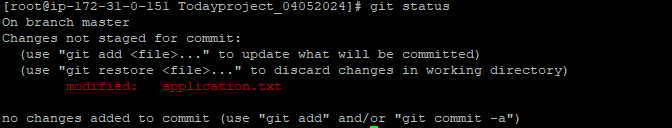 [root@ip-172-31-0-151 Todayproject_04052024]# git status
On branch master
Changes not staged for commit:
  (use "git add <file>..." to update what will be committed)
  (use "git restore <file>..." to discard changes in working directory)
        modified:   application.txt

no changes added to commit (use "git add" and/or "git commit -a")